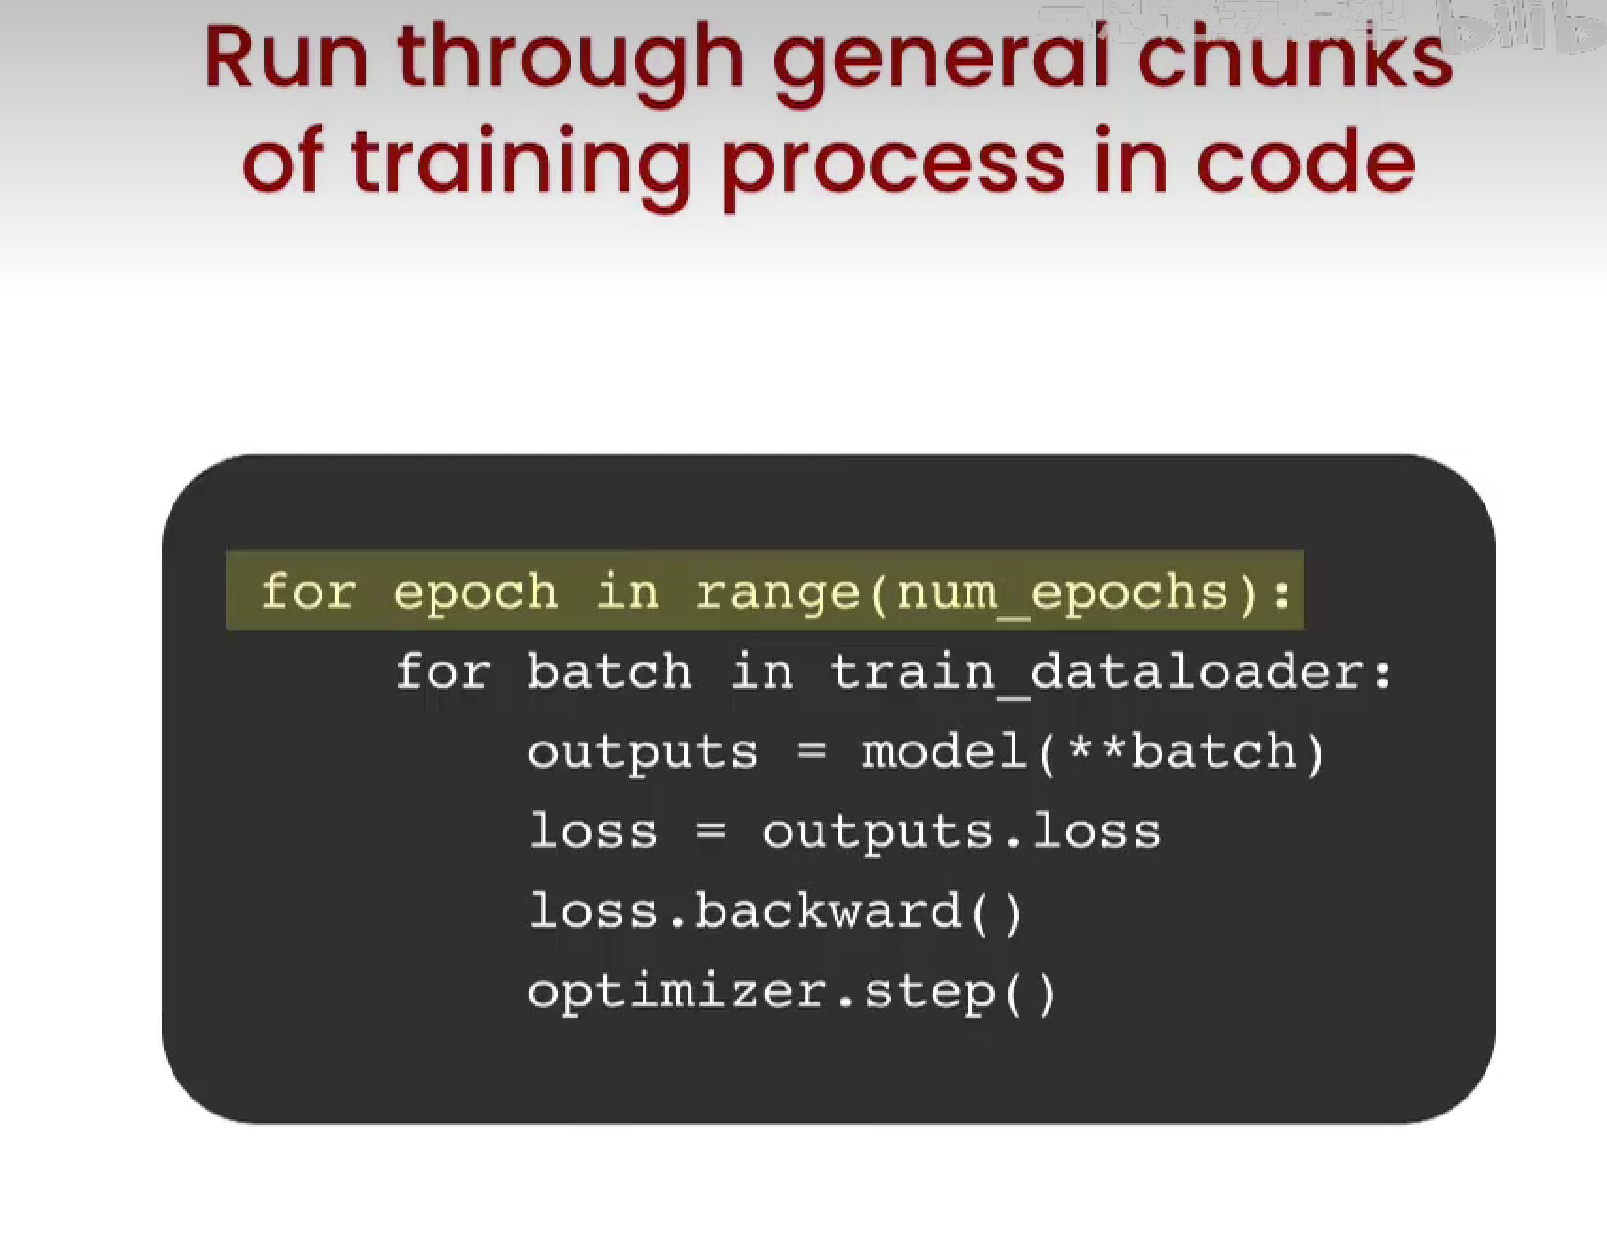 Run through general chunks
of training process in code
for epoch in range(num_epochs):
for batch in train_dataloader:
outputs = model(**batch)
loss = outputs.loss
loss.backward()
optimizer.step()